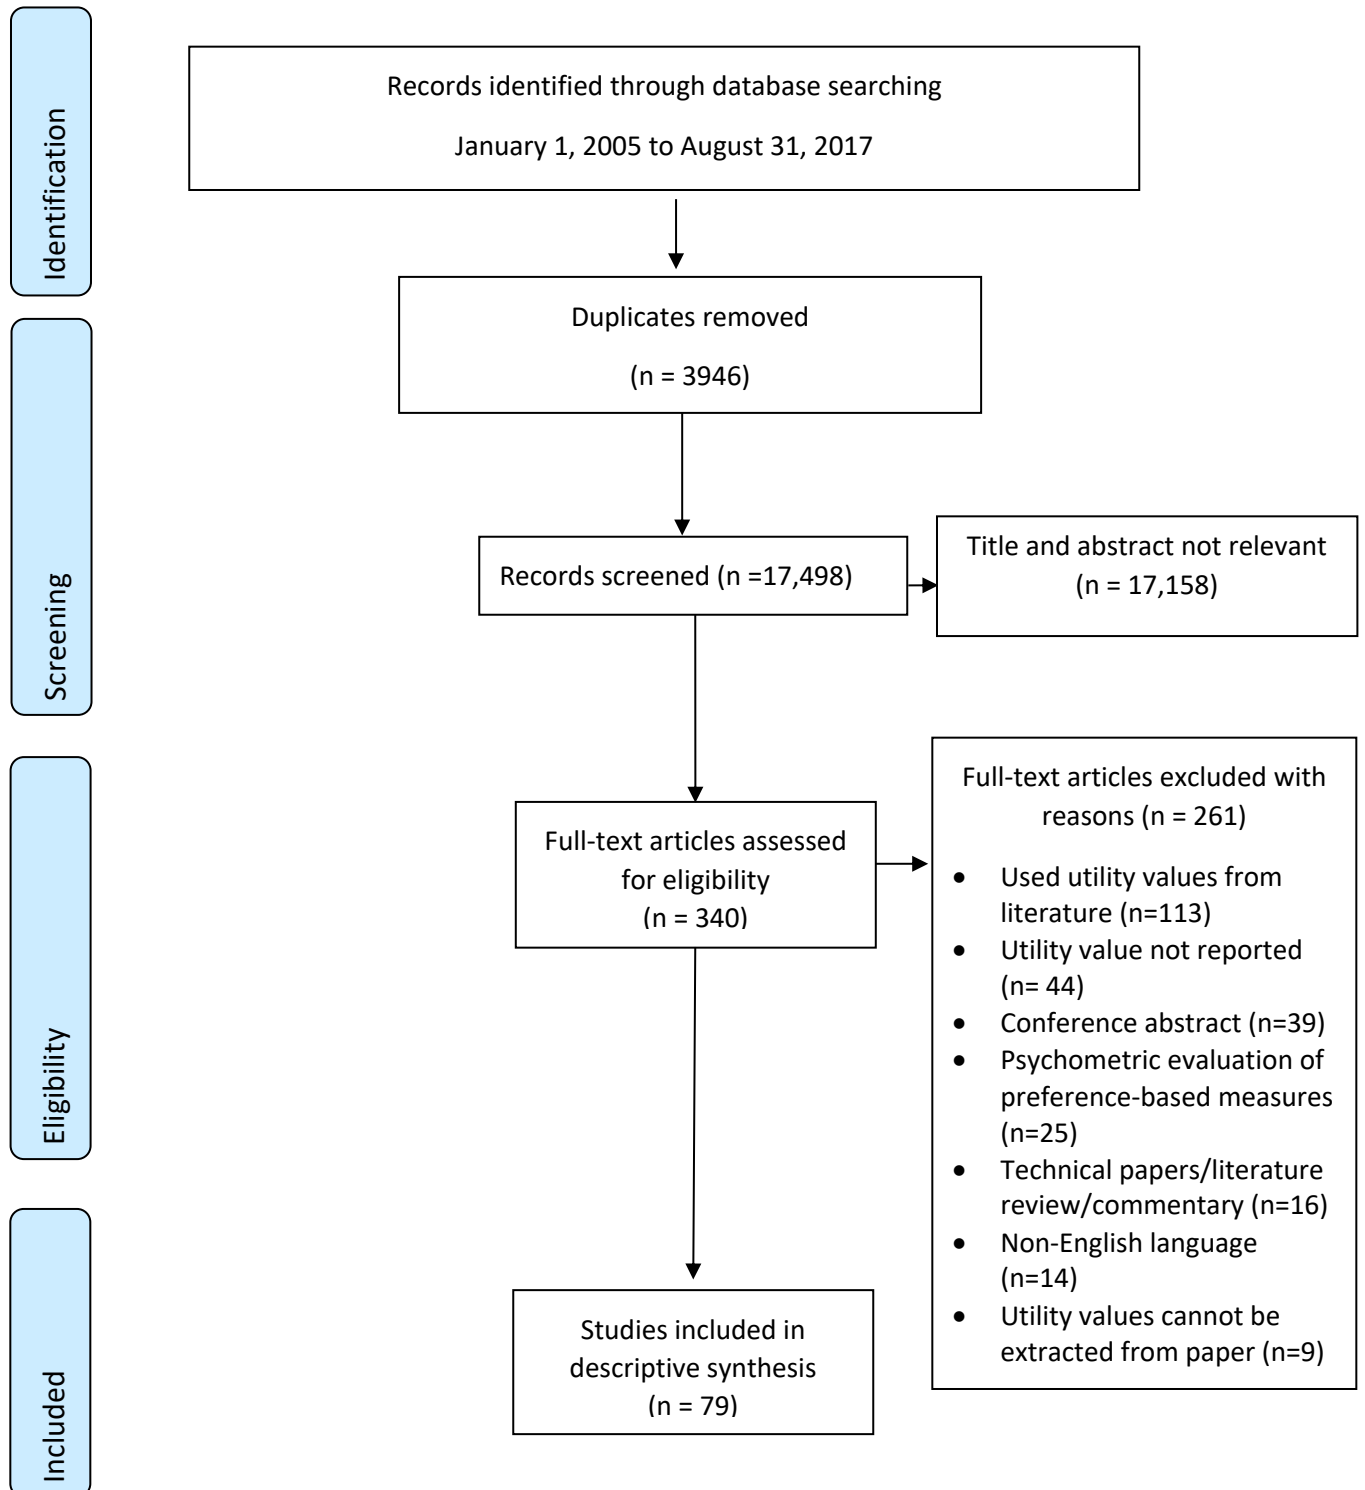 Identification
Records identified through database searching
January 1, 2005 to August 31, 2017
Duplicates removed
(n = 3946)
Screening
Records screened (n =17,498)
Title and abstract not relevant
(n = 17,158)
Eligibility
Full-text articles assessed
for eligibility
(n = 340)
Full-text articles excluded with
reasons (n = 261)
• Used utility values from
literature (n=113)
• Utility value not reported
(n= 44)
• Conference abstract (n=39)
• Psychometric evaluation of
preference-based measures
(n=25)
• Technical papers/literature
review/commentary (n=16)
• Non-English language
(n=14)
• Utility values cannot be
extracted from paper (n=9)
Included
Studies included in
descriptive synthesis
(n = 79)